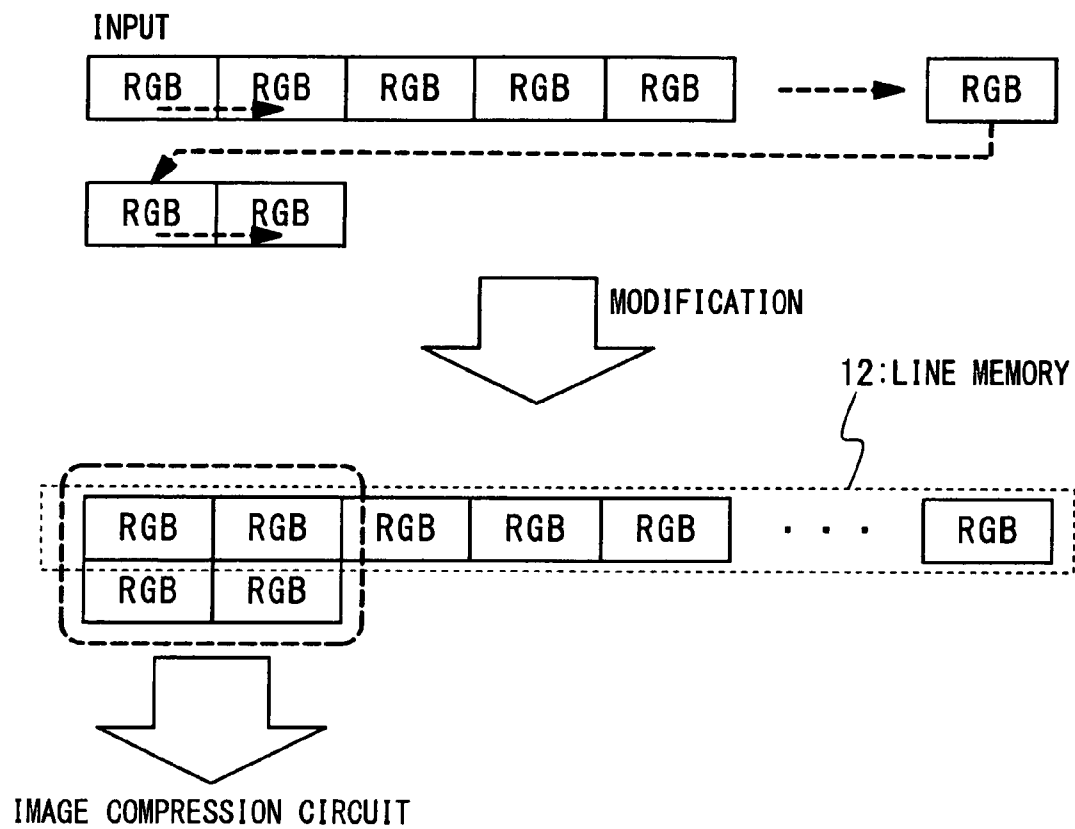 INPUT
RGB RGB RGB RGB RGB RGB
RGB RGB
MODIFICATION
12:LINE MEMORY
RGB RGB RGB RGB RGB · · · RGB
RGB RGB
IMAGE COMPRESSION CIRCUIT